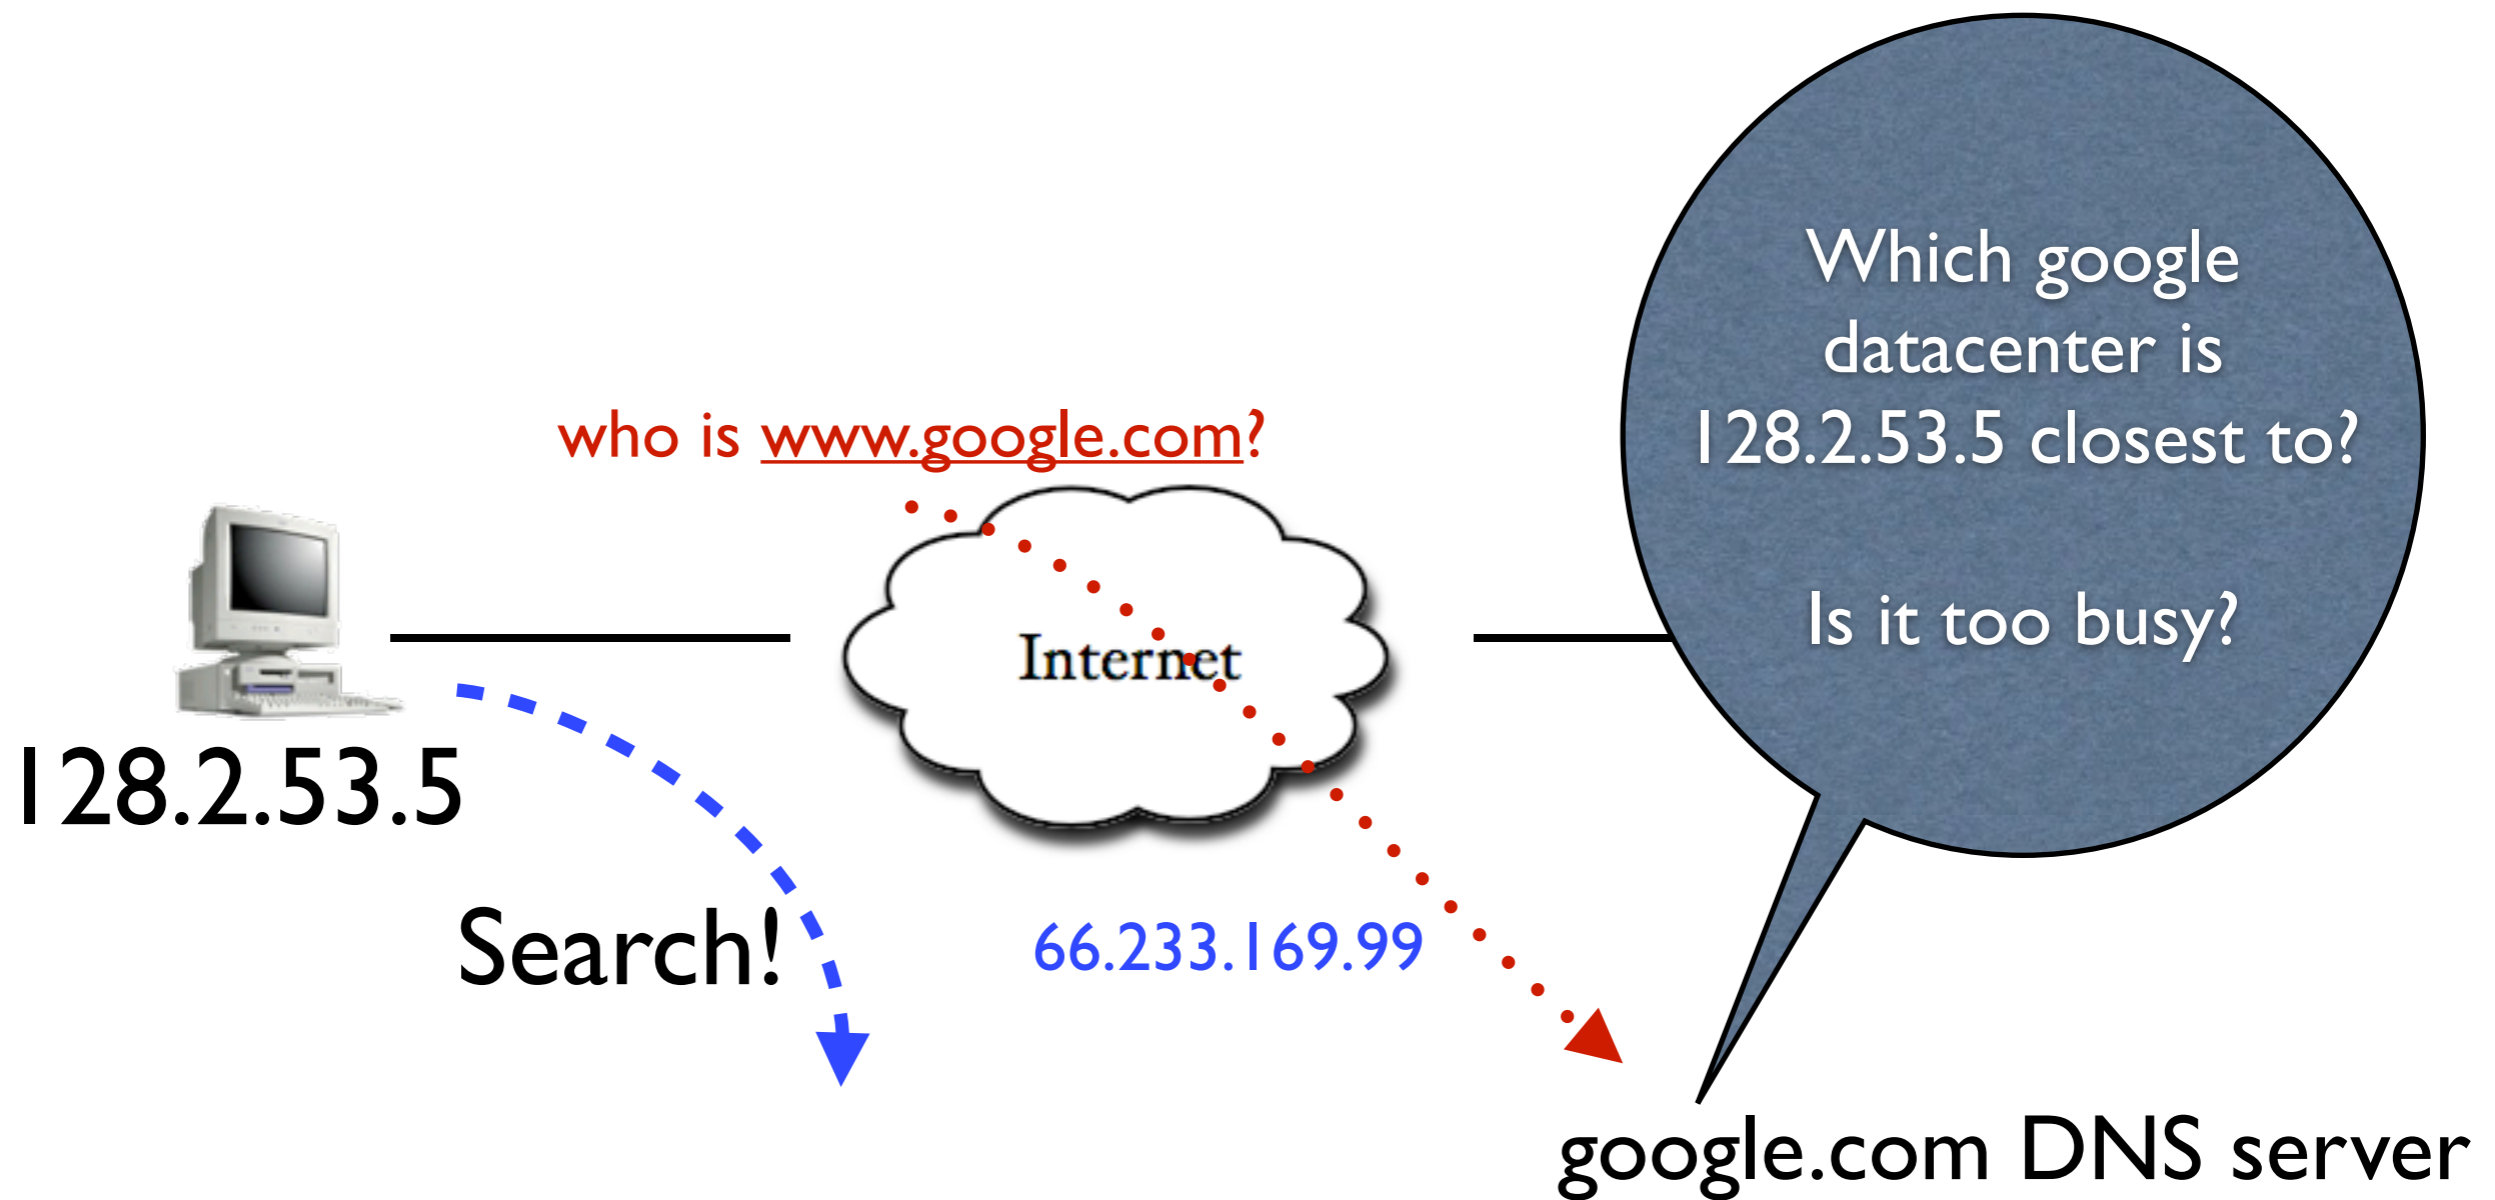 Which google
datacenter is
128.2.53.5 closest to?
Is it too busy?
who is www.google.com?
Internet
128.2.53.5
Search!
66.233.169.99
google.com DNS server